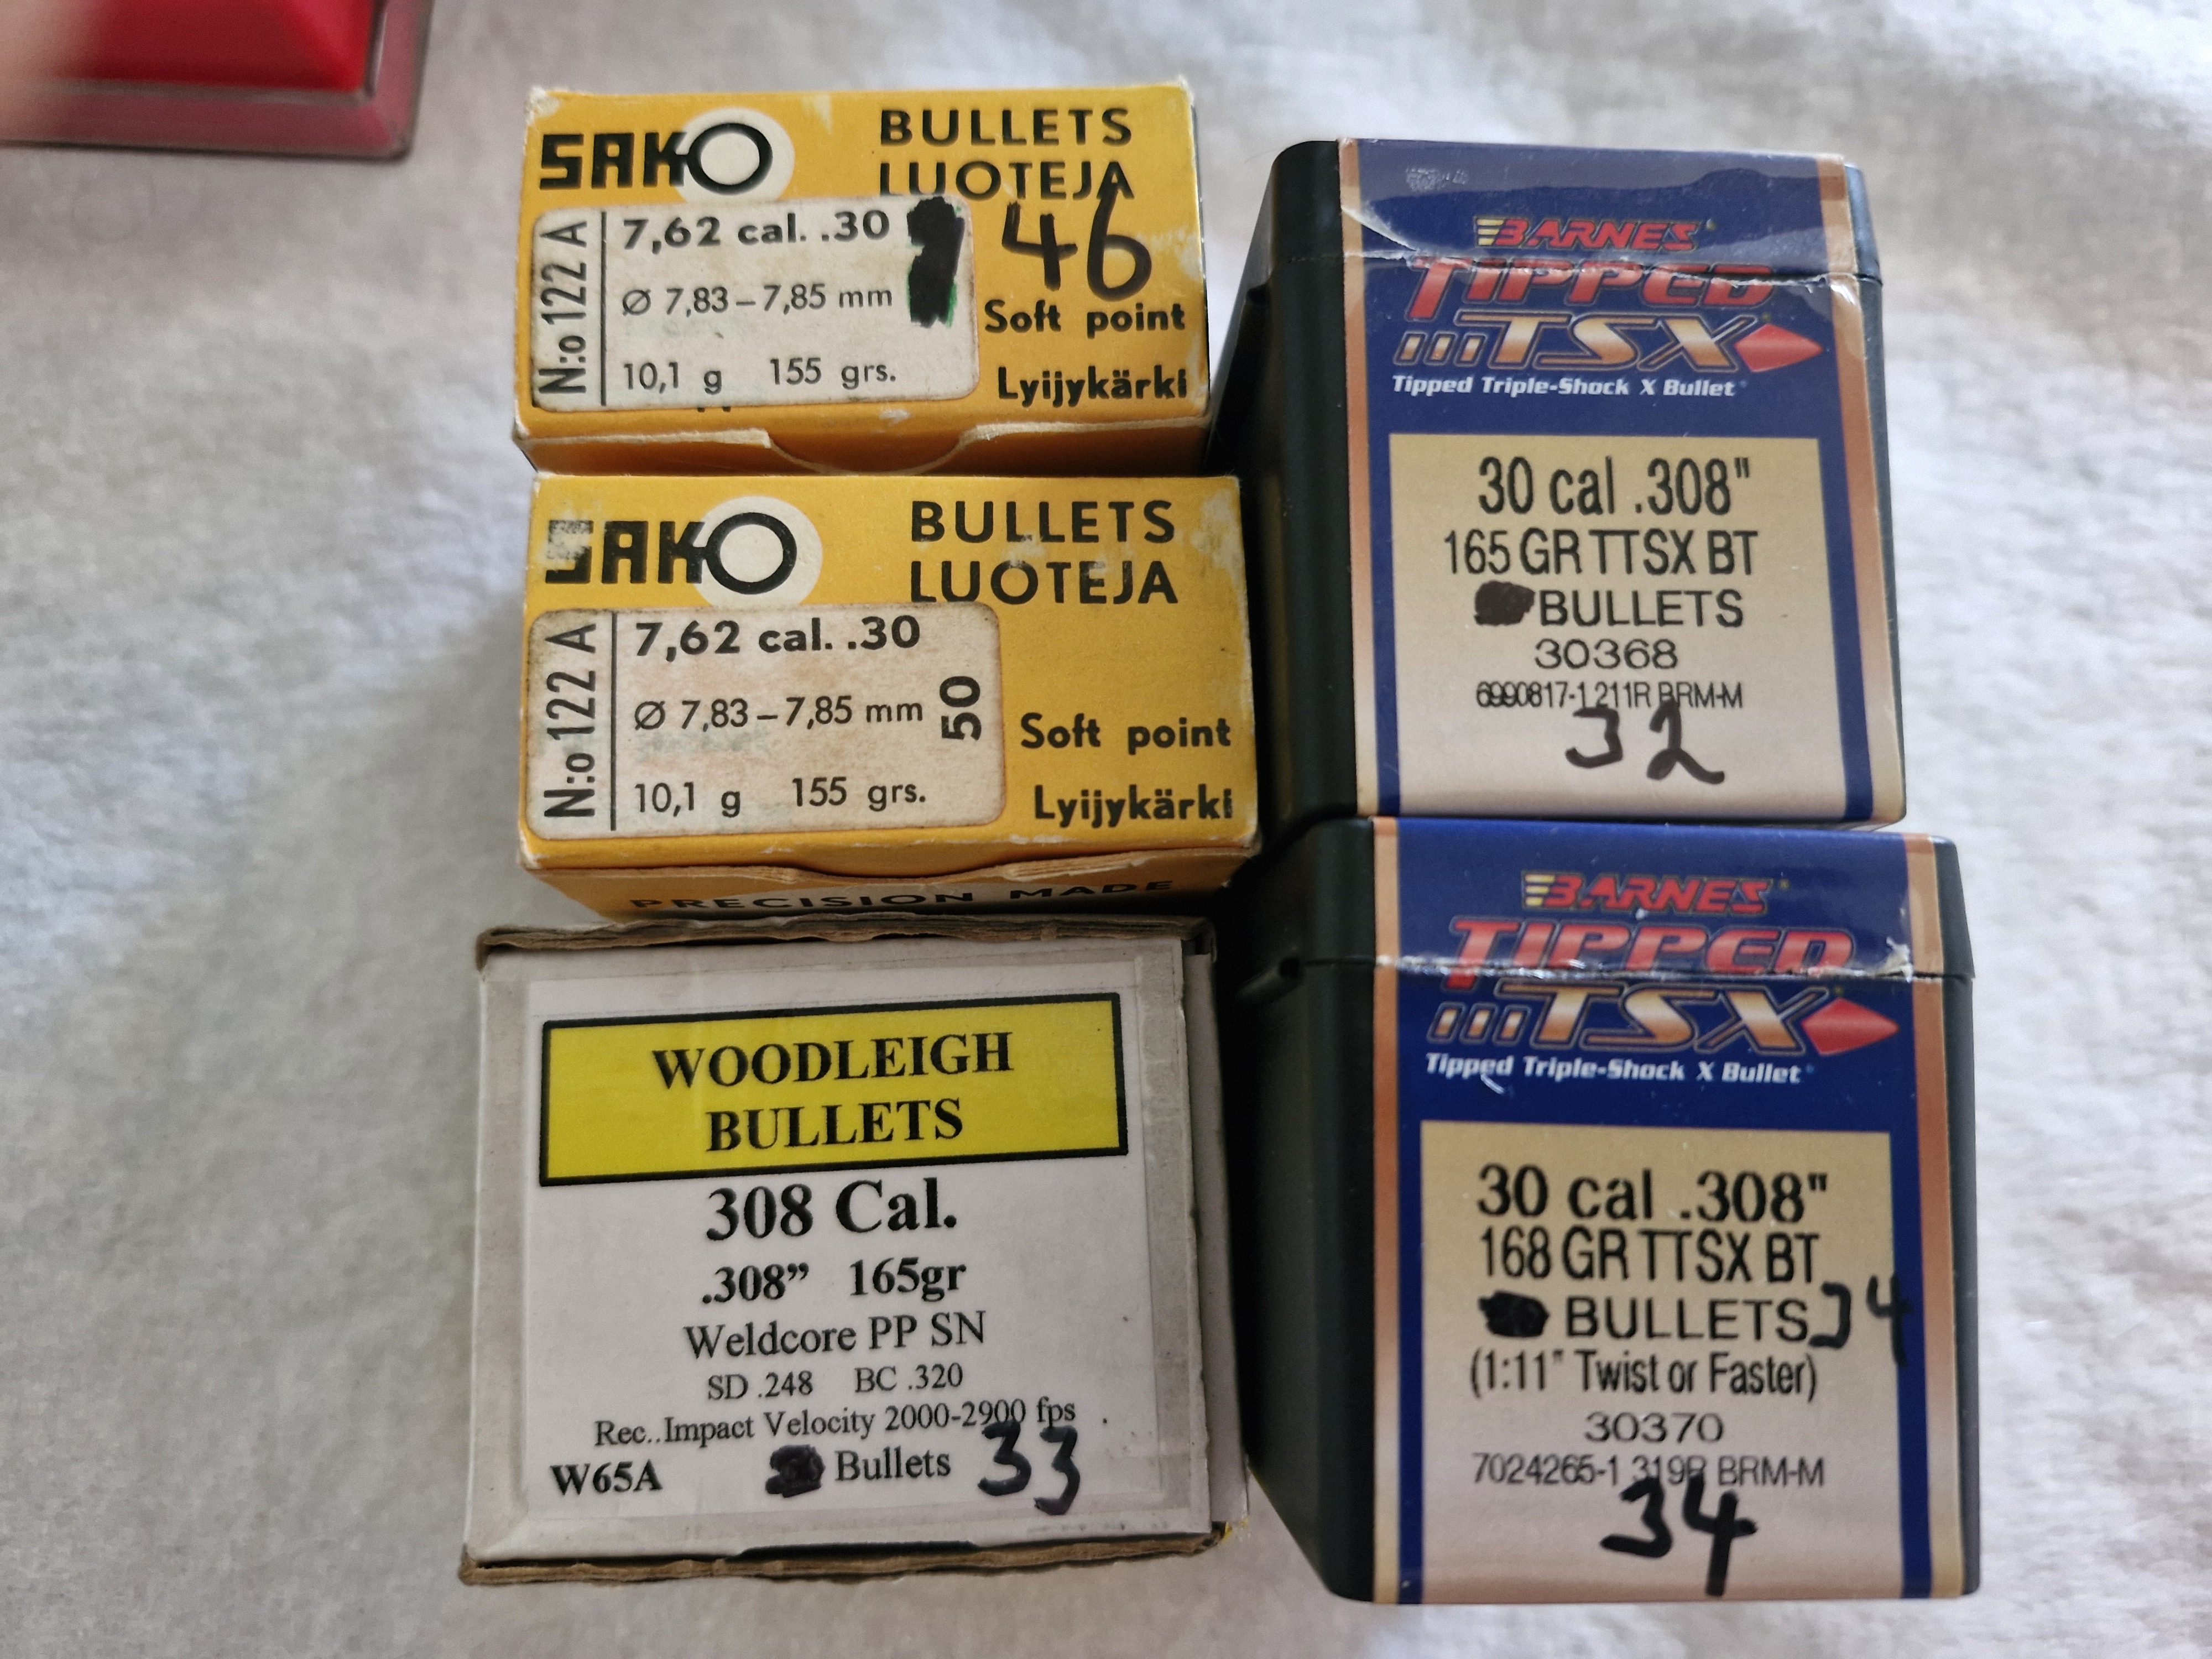 SAKO
BULLETS
LUOTEJA
46
N:o 122 A
7,62 cal. .30
Ø 7,83–7,85 mm
10,1 g 155 grs.
Soft point
Lyijykärki
SAKO
BULLETS
LUOTEJA
N:o 122 A
7,62 cal. .30
Ø 7,83–7,85 mm
10,1 g 155 grs.
50
Soft point
Lyijykärki
PRECISION MADE
WOODLEIGH
BULLETS
308 Cal.
.308” 165gr
Weldcore PP SN
SD .248 BC .320
Rec..Impact Velocity 2000-2900 fps
W65A Bullets 33
BARNES
TIPPED
TSX
Tipped Triple-Shock X Bullet
30 cal .308"
165 GR TTSX BT
BULLETS
30368
6990817-1 211R BRM-M
32
BARNES
TIPPED
TSX
Tipped Triple-Shock X Bullet
30 cal .308"
168 GR TTSX BT
BULLETS 34
(1:11" Twist or Faster)
30370
7024265-1 319R BRM-M
34